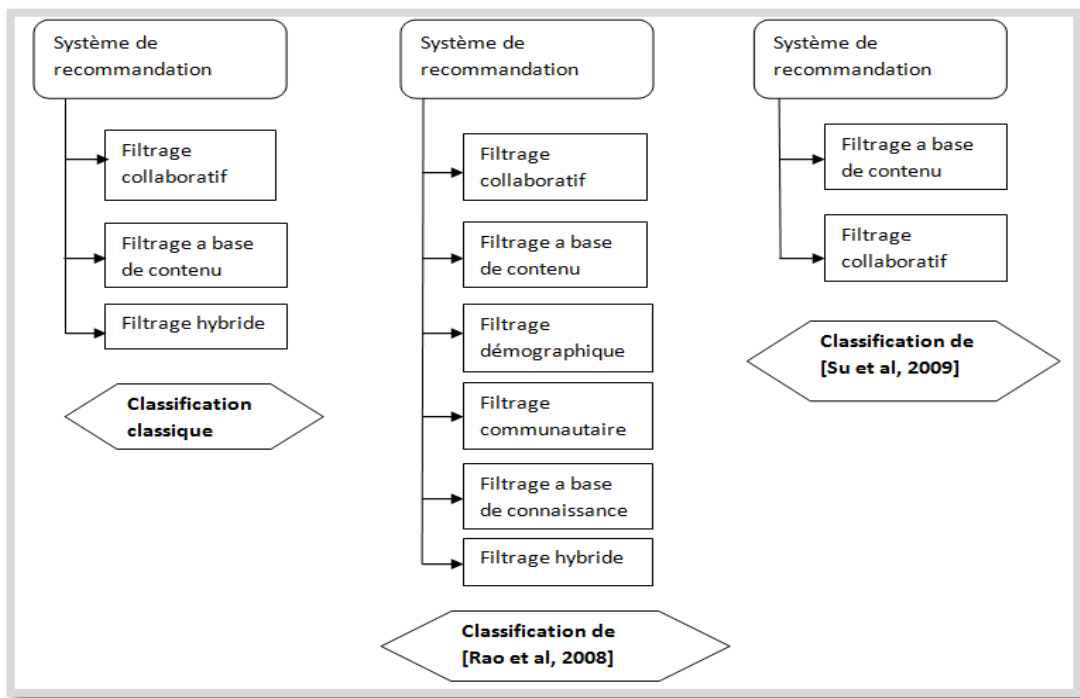 Système de
recommandation
Filtrage
collaboratif
Filtrage a base
de contenu
Filtrage hybride
Classification
classique
Système de
recommandation
Filtrage
collaboratif
Filtrage a base
de contenu
Filtrage
démographique
Filtrage
communautaire
Filtrage a base
de connaissance
Filtrage hybride
Classification de
[Rao et al, 2008]
Système de
recommandation
Filtrage a base
de contenu
Filtrage
collaboratif
Classification de
[Su et al, 2009]